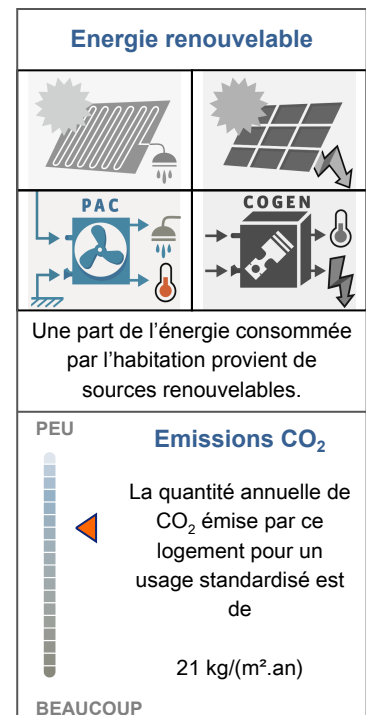 Energie renouvelable
PAC
COGEN
Une part de l'énergie consommée
par l'habitation provient de
sources renouvelables.
PEU
Emissions CO₂
La quantité annuelle de
CO₂ émise par ce
logement pour un
usage standardisé est
de
21 kg/(m².an)
BEAUCOUP